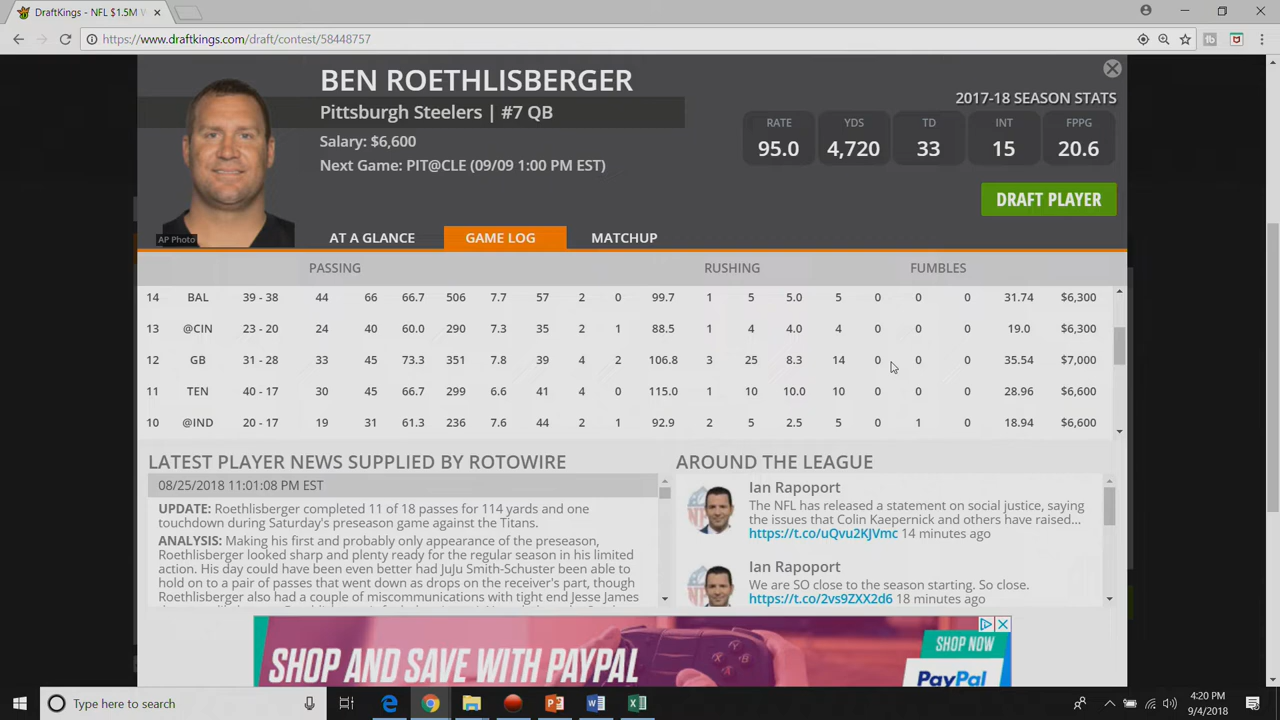 DraftKings - NFL $1.5M W
https://www.draftkings.com/draft/contest/58448757
BEN ROETHLISBERGER
Pittsburgh Steelers | #7 QB
Salary: $6,600
Next Game: PIT@CLE (09/09 1:00 PM EST)
AP Photo
2017-18 SEASON STATS
RATE YDS TD INT FPPG
95.0 4,720 33 15 20.6
DRAFT PLAYER
AT A GLANCE GAME LOG MATCHUP
PASSING RUSHING FUMBLES
14 BAL 39 - 38 44 66 66.7 506 7.7 57 2 0 99.7 1 5 5.0 5 0 0 0 31.74 $6,300
13 @CIN 23 - 20 24 40 60.0 290 7.3 35 2 1 88.5 1 4 4.0 4 0 0 0 19.0 $6,300
12 GB 31 - 28 33 45 73.3 351 7.8 39 4 2 106.8 3 25 8.3 14 0 0 0 35.54 $7,000
11 TEN 40 - 17 30 45 66.7 299 6.6 41 4 0 115.0 1 10 10.0 10 0 0 0 28.96 $6,600
10 @IND 20 - 17 19 31 61.3 236 7.6 44 2 1 92.9 2 5 2.5 5 0 1 0 18.94 $6,600
LATEST PLAYER NEWS SUPPLIED BY ROTOWIRE
08/25/2018 11:01:08 PM EST
UPDATE: Roethlisberger completed 11 of 18 passes for 114 yards and one
touchdown during Saturday's preseason game against the Titans.
ANALYSIS: Making his first and probably only appearance of the preseason,
Roethlisberger looked sharp and plenty ready for the regular season in his limited
action. His day could have been even better had JuJu Smith-Schuster been able to
hold on to a pair of passes that went down as drops on the receiver's part, though
Roethlisberger also had a couple of miscommunications with tight end Jesse James
AROUND THE LEAGUE
Ian Rapoport
The NFL has released a statement on social justice, saying
the issues that Colin Kaepernick and others have raised...
https://t.co/uQvu2KJVmc 14 minutes ago
Ian Rapoport
We are SO close to the season starting. So close.
https://t.co/2vs9ZXX2d6 18 minutes ago
SHOP AND SAVE WITH PAYPAL
SHOP NOW
PayPal
Type here to search
4:20 PM
9/4/2018